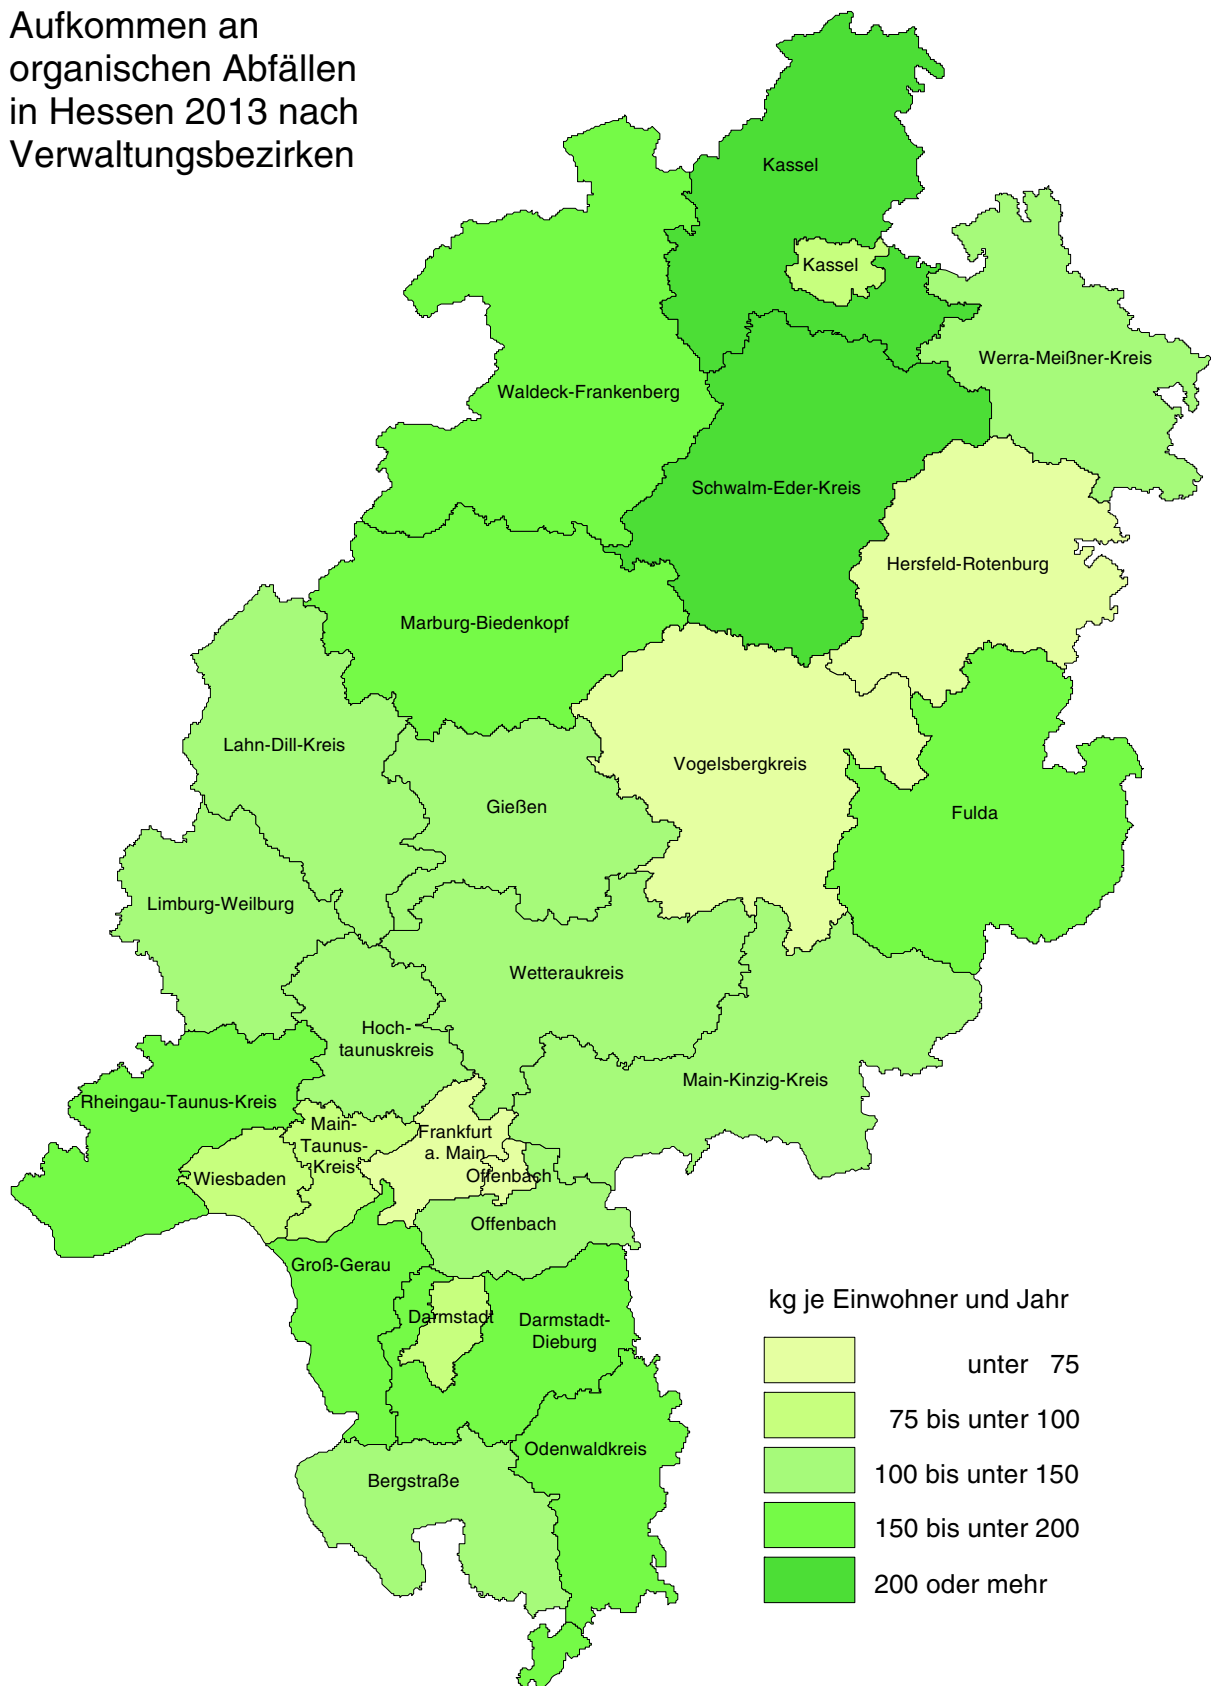 Aufkommen an
organischen Abfällen
in Hessen 2013 nach
Verwaltungsbezirken
Kassel
Kassel
Werra-Meißner-Kreis
Waldeck-Frankenberg
Schwalm-Eder-Kreis
Hersfeld-Rotenburg
Marburg-Biedenkopf
Lahn-Dill-Kreis
Vogelsbergkreis
Gießen
Fulda
Limburg-Weilburg
Wetteraukreis
Hoch-
taunuskreis
Main-Kinzig-Kreis
Rheingau-Taunus-Kreis
Main-
Taunus-
Kreis
Frankfurt
a. Main
Offenbach
Wiesbaden
Offenbach
Groß-Gerau
Darmstadt
Darmstadt-
Dieburg
Odenwaldkreis
Bergstraße
kg je Einwohner und Jahr
unter 75
75 bis unter 100
100 bis unter 150
150 bis unter 200
200 oder mehr